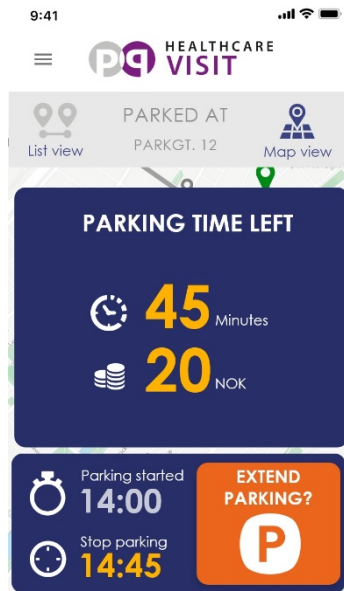 9:41
HEALTHCARE
VISIT
PARKED AT
PARKGT. 12
List view
Map view
PARKING TIME LEFT
45 Minutes
20 NOK
Parking started
14:00
Stop parking
14:45
EXTEND
PARKING?
P